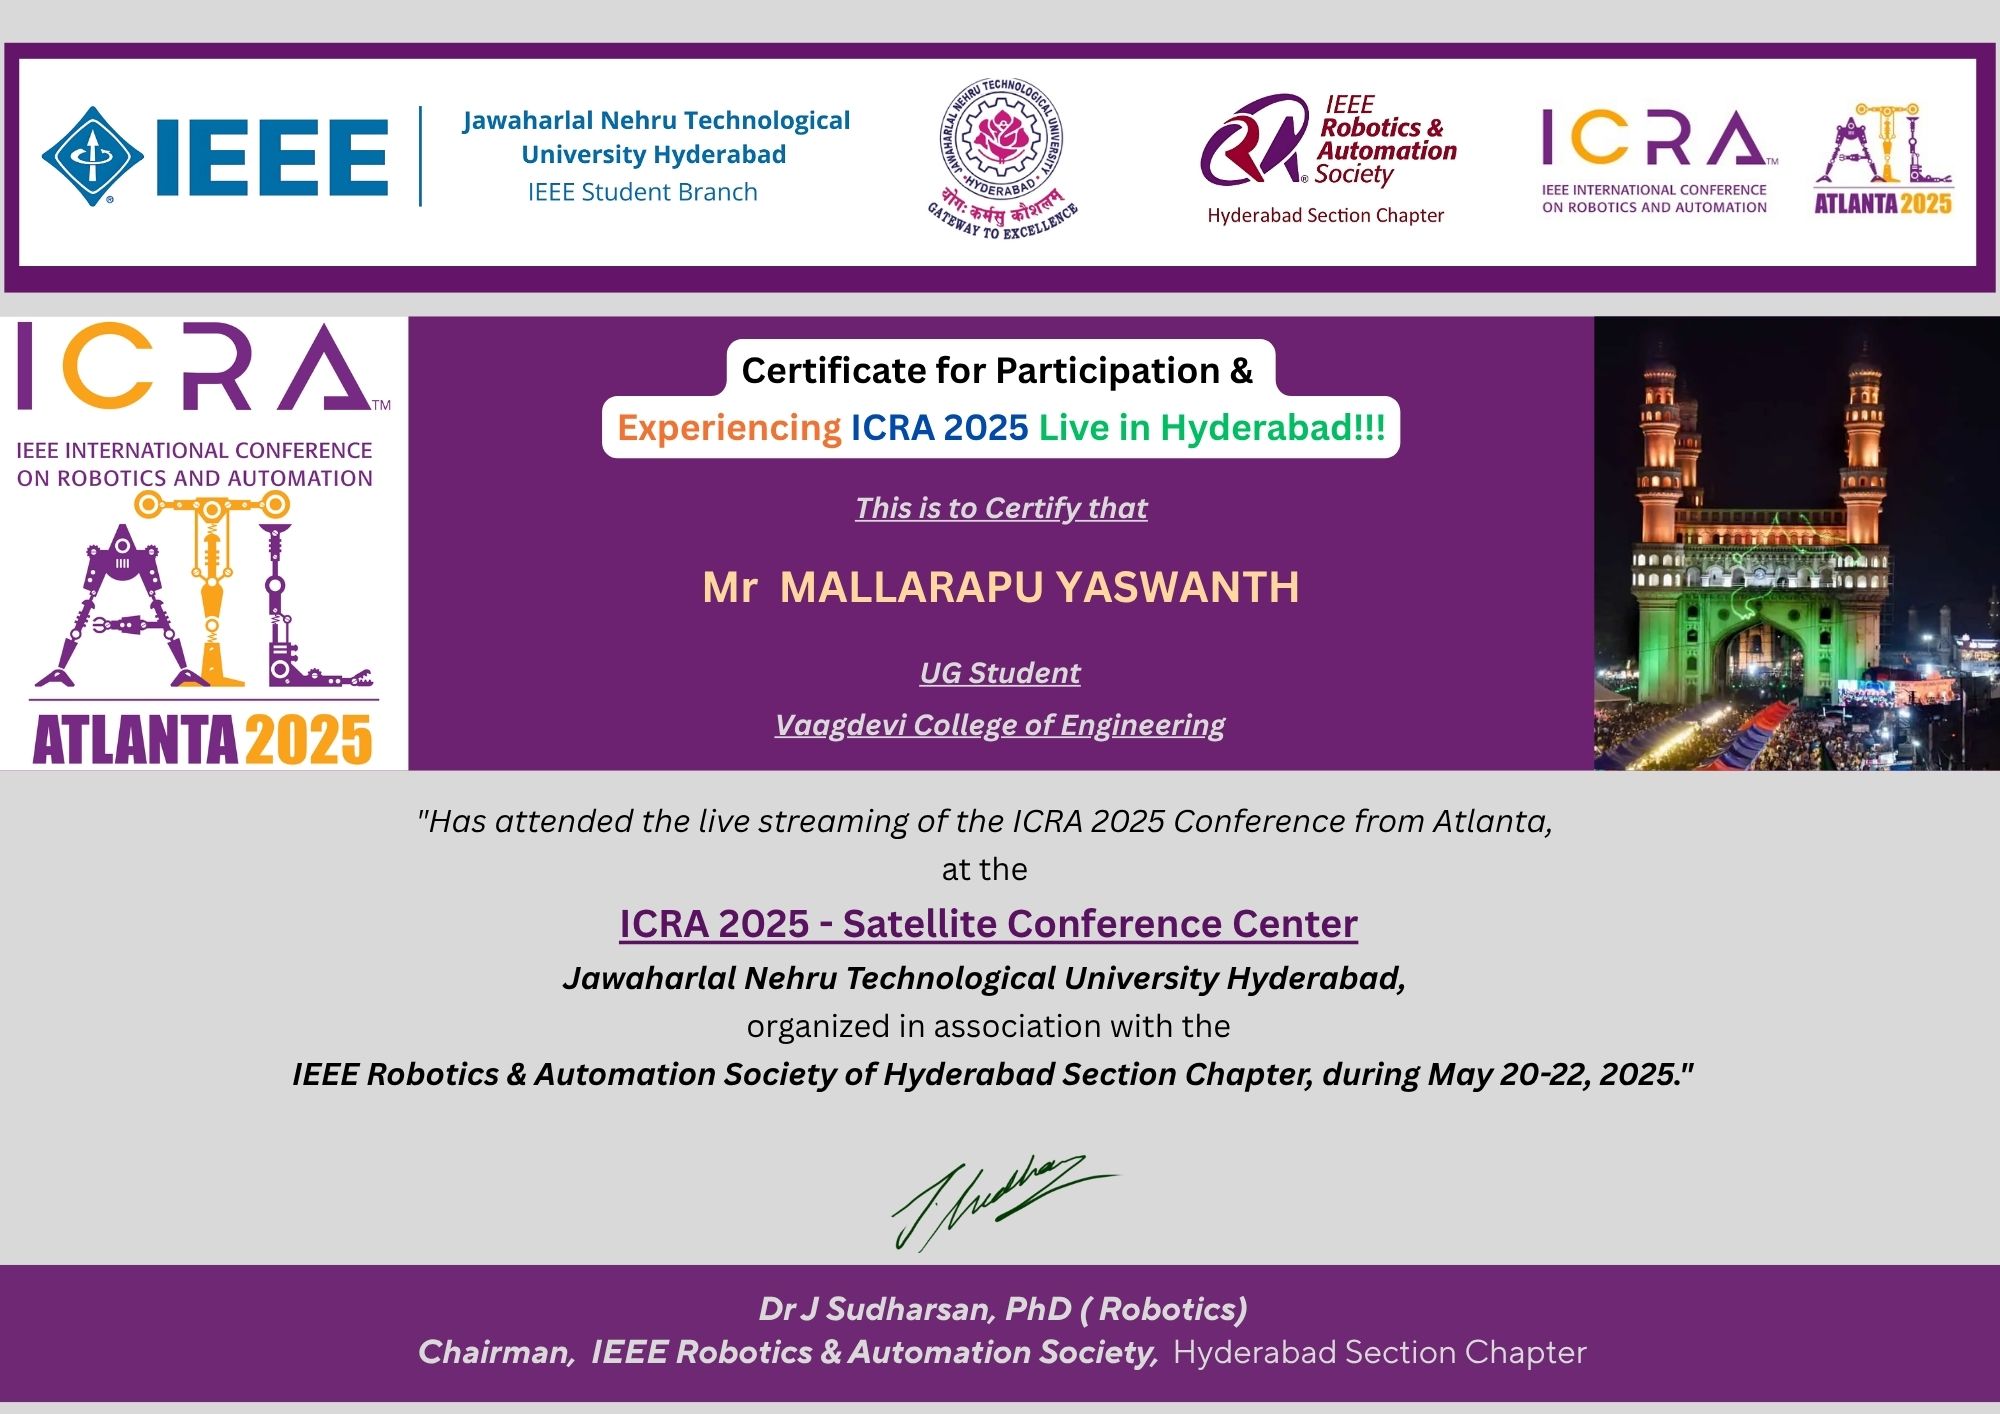 IEEE
®
Jawaharlal Nehru Technological
University Hyderabad
IEEE Student Branch
JAWAHARLAL NEHRU TECHNOLOGICAL UNIVERSITY
• HYDERABAD •
योगः कर्मसु कौशलम्
GATEWAY TO EXCELLENCE
RA®
IEEE
Robotics &
Automation
Society
Hyderabad Section Chapter
ICRA™
IEEE INTERNATIONAL CONFERENCE
ON ROBOTICS AND AUTOMATION
ATL
ATLANTA 2025
ICRA™
IEEE INTERNATIONAL CONFERENCE
ON ROBOTICS AND AUTOMATION
ATL
ATLANTA 2025
Certificate for Participation &
Experiencing ICRA 2025 Live in Hyderabad!!!
This is to Certify that
Mr MALLARAPU YASWANTH
UG Student
Vaagdevi College of Engineering
"Has attended the live streaming of the ICRA 2025 Conference from Atlanta,
at the
ICRA 2025 - Satellite Conference Center
Jawaharlal Nehru Technological University Hyderabad,
organized in association with the
IEEE Robotics & Automation Society of Hyderabad Section Chapter, during May 20-22, 2025."
J. Sudharsan
Dr J Sudharsan, PhD ( Robotics)
Chairman, IEEE Robotics & Automation Society, Hyderabad Section Chapter